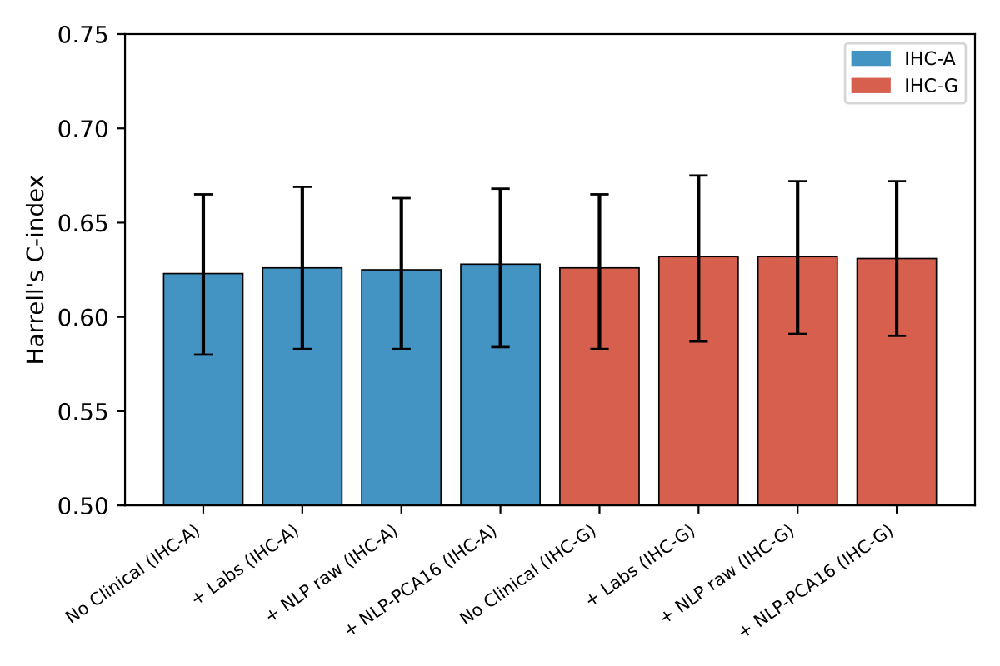 0.75
0.70
0.65
0.60
0.55
0.50
Harrell's C-index
IHC-A
IHC-G
No Clinical (IHC-A)
+ Labs (IHC-A)
+ NLP raw (IHC-A)
+ NLP-PCA16 (IHC-A)
No Clinical (IHC-G)
+ Labs (IHC-G)
+ NLP raw (IHC-G)
+ NLP-PCA16 (IHC-G)